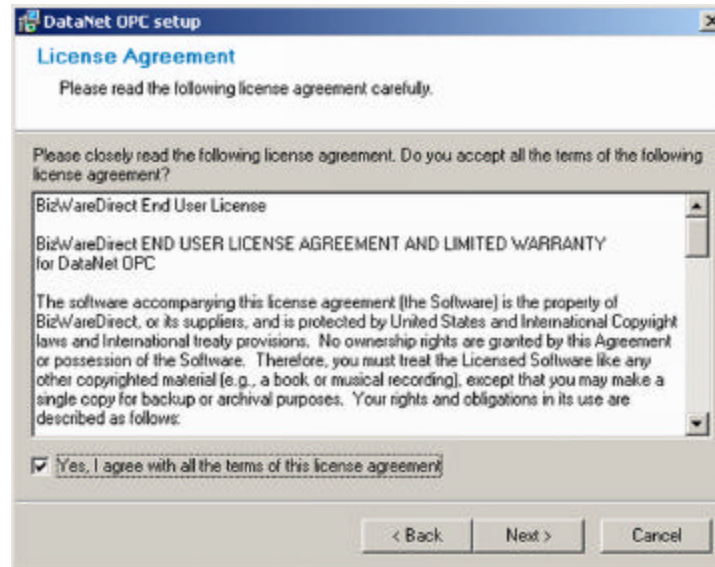 DataNet OPC setup
License Agreement
Please read the following license agreement carefully.
Please closely read the following license agreement. Do you accept all the terms of the following
license agreement?
BizWareDirect End User License
BizWareDirect END USER LICENSE AGREEMENT AND LIMITED WARRANTY
for DataNet OPC
The software accompanying this license agreement (the Software) is the property of
BizWareDirect, or its suppliers, and is protected by United States and International Copyright
laws and International treaty provisions. No ownership rights are granted by this Agreement
or possession of the Software. Therefore, you must treat the Licensed Software like any
other copyrighted material (e.g., a book or musical recording), except that you may make a
single copy for backup or archival purposes. Your rights and obligations in its use are
described as follows:
Yes, I agree with all the terms of this license agreement
< Back Next > Cancel